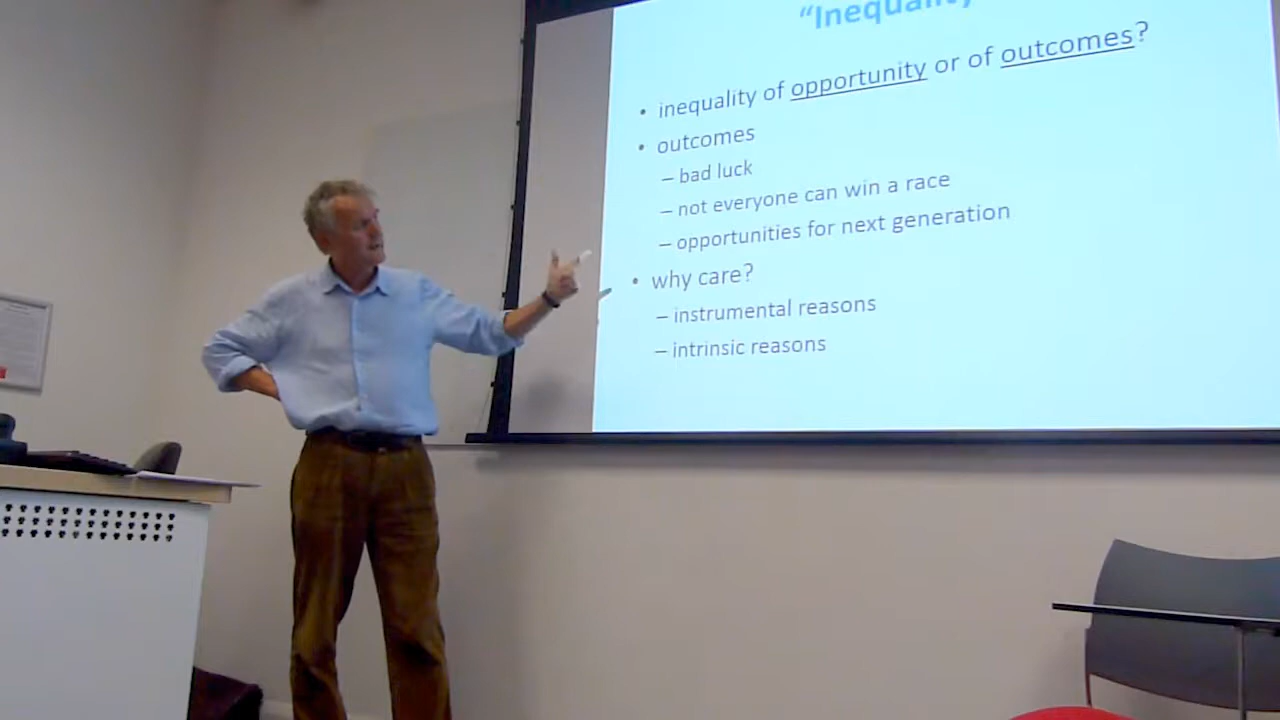 "Inequality
• inequality of opportunity or of outcomes?
• outcomes
– bad luck
– not everyone can win a race
– opportunities for next generation
• why care?
– instrumental reasons
– intrinsic reasons